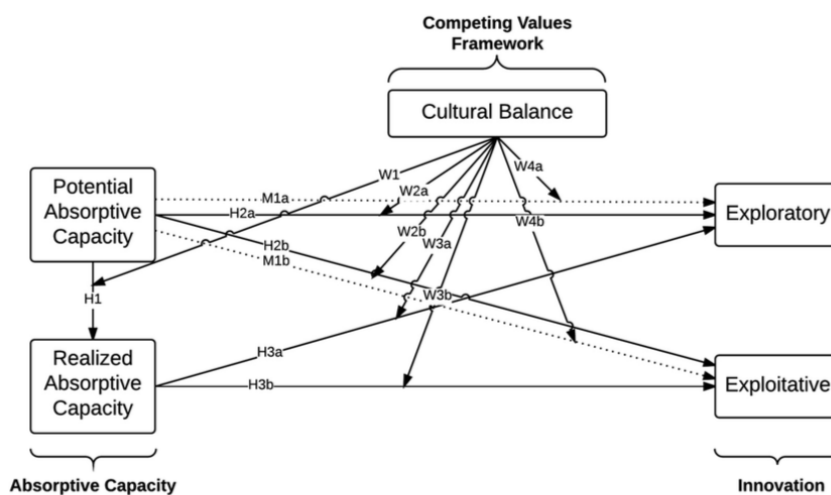 Competing Values
Framework
Cultural Balance
W1
W4a
Potential
Absorptive
Capacity
M1a
W2a
H2a
Exploratory
W4b
W2b
W3a
H2b
M1b
H1
W3b
Realized
Absorptive
Capacity
H3a
H3b
Exploitative
Absorptive Capacity
Innovation